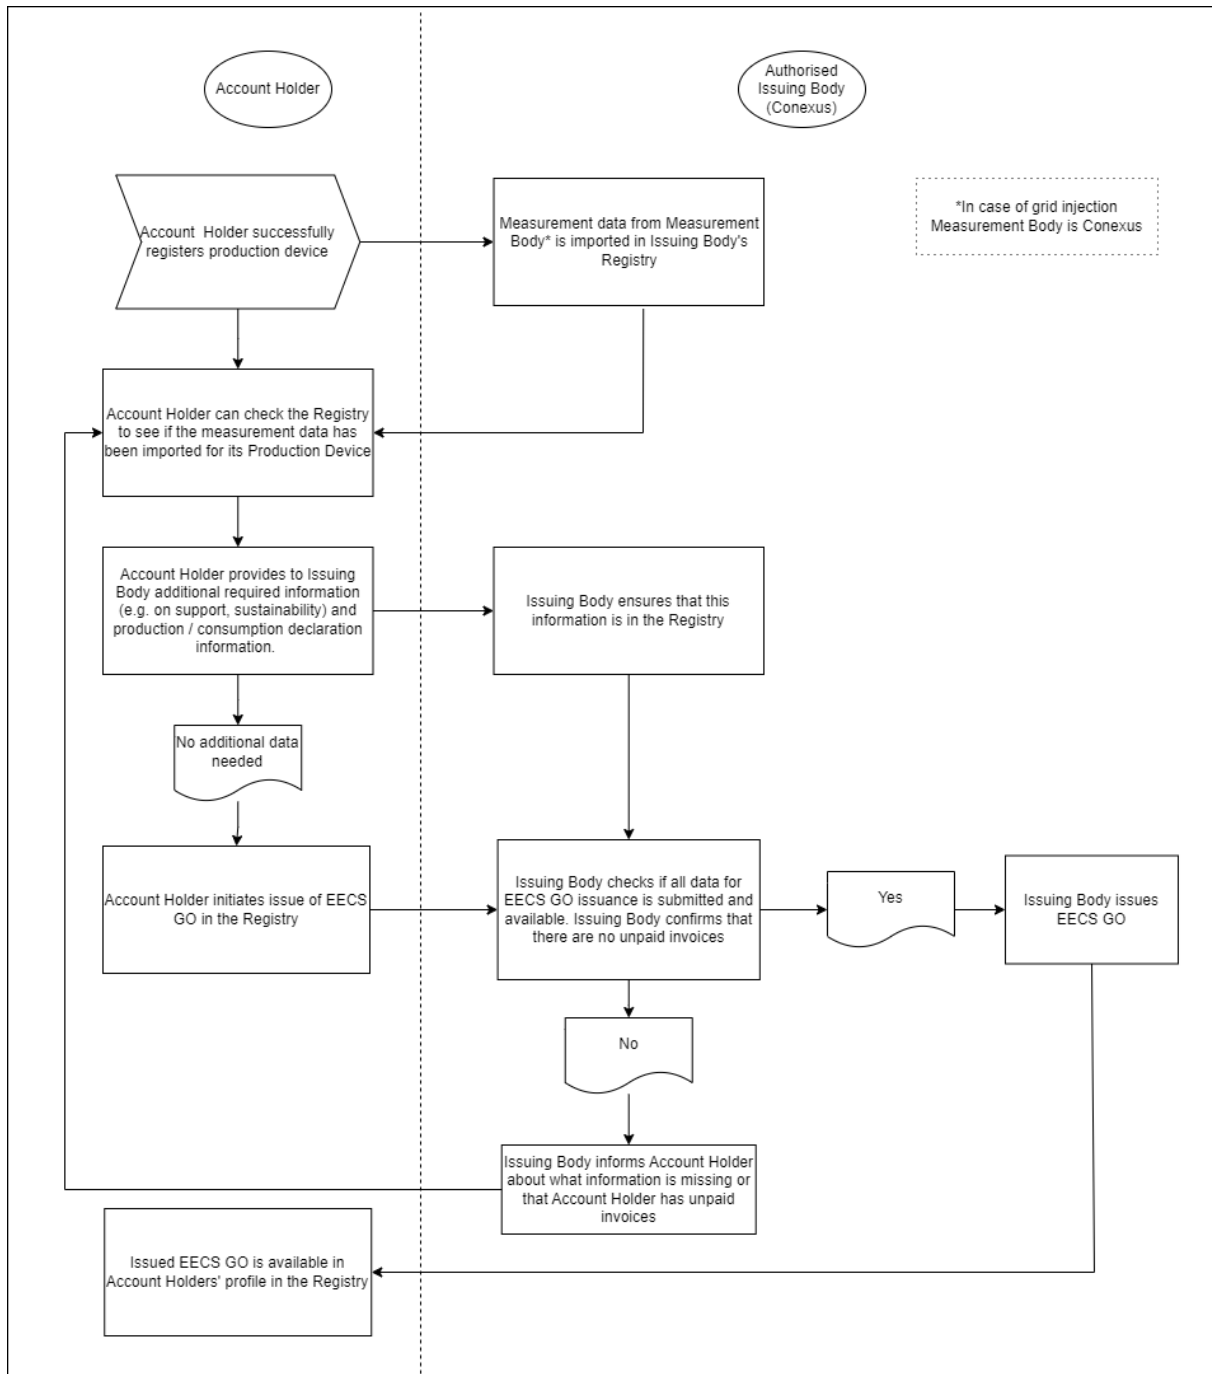 Account Holder
Authorised
Issuing Body
(Conexus)
Account  Holder successfully
registers production device
Measurement data from Measurement
Body* is imported in Issuing Body's
Registry
*In case of grid injection
Measurement Body is Conexus
Account Holder can check the Registry
to see if the measurement data has
been imported for its Production Device
Account Holder provides to Issuing
Body additional required information
(e.g. on support, sustainability) and
production / consumption declaration
information.
Issuing Body ensures that this
information is in the Registry
No additional data
needed
Account Holder initiates issue of EECS
GO in the Registry
Issuing Body checks if all data for
EECS GO issuance is submitted and
available. Issuing Body confirms that
there are no unpaid invoices
Yes
Issuing Body issues
EECS GO
No
Issuing Body informs Account Holder
about what information is missing or
that Account Holder has unpaid
invoices
Issued EECS GO is available in
Account Holders' profile in the Registry